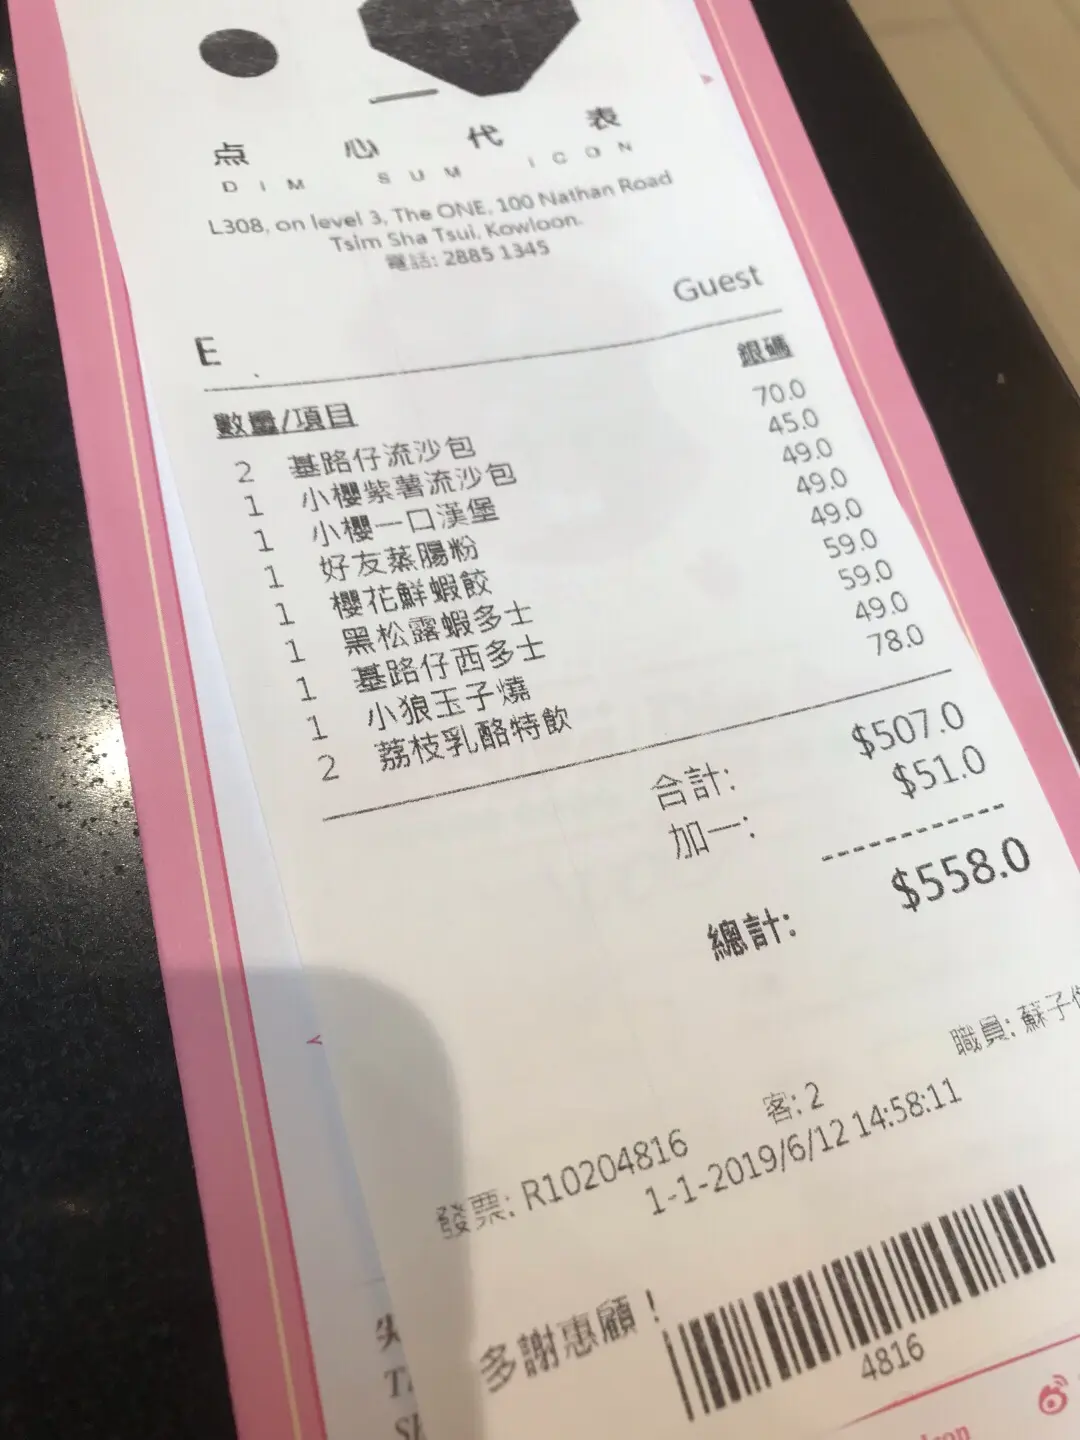 点心代表
DIM SUM ICON
L308, on level 3, The ONE, 100 Nathan Road
Tsim Sha Tsui, Kowloon.
電話: 2885 1345
Guest
E
數量/項目 銀碼
2 基路仔流沙包 70.0
1 小櫻紫薯流沙包 45.0
1 小櫻一口漢堡 49.0
1 好友蒸腸粉 49.0
1 櫻花鮮蝦餃 49.0
1 黑松露蝦多士 59.0
1 基路仔西多士 59.0
1 小狼玉子燒 49.0
2 荔枝乳酪特飲 78.0
合計: $507.0
加一: $51.0
總計: $558.0
職員: 蘇子
客: 2
發票: R10204816
1-1-2019/6/12 14:58:11
多謝惠顧！
4816